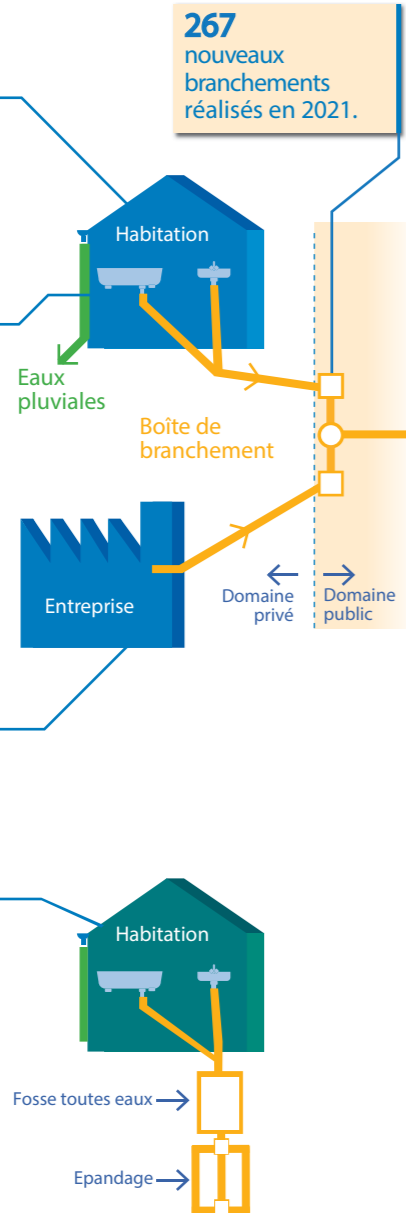 267
nouveaux
branchements
réalisés en 2021.
Habitation
Eaux
pluviales
Boîte de
branchement
Entreprise
Domaine
privé
Domaine
public
Habitation
Fosse toutes eaux
Epandage